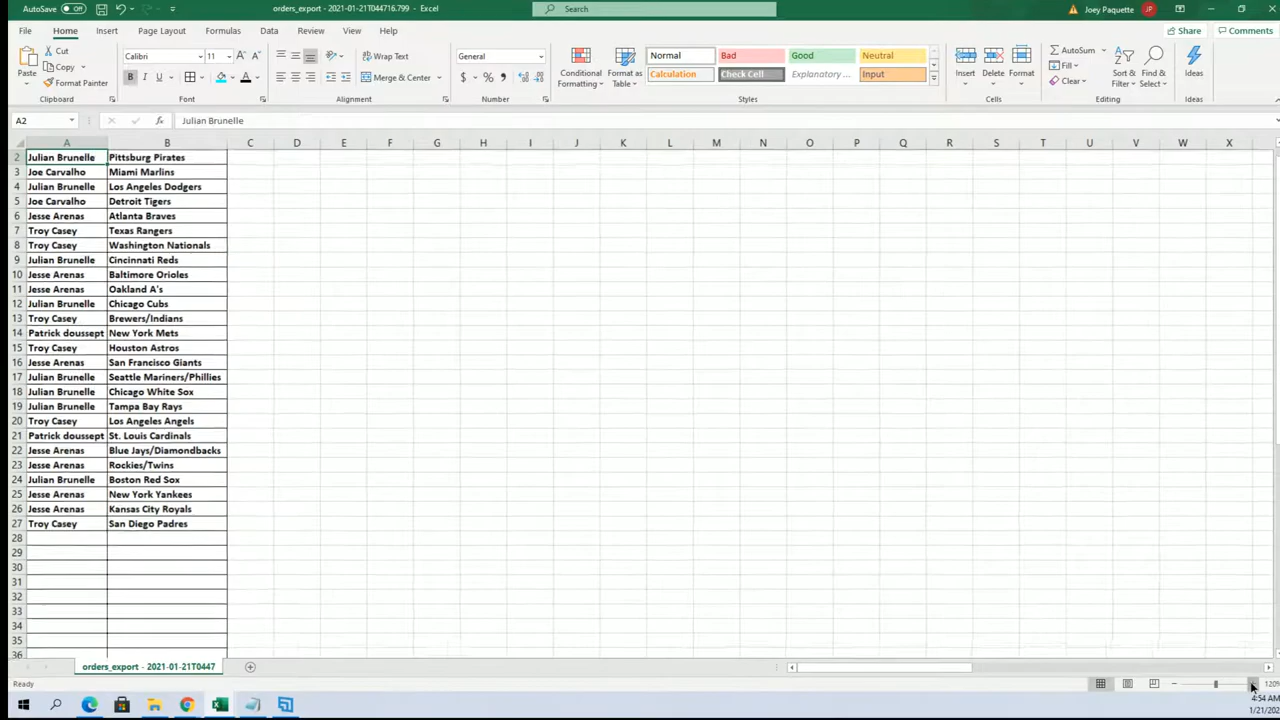 AutoSave Off orders_export - 2021-01-21T044716.799 - Excel Search Joey Paquette JP
File Home Insert Page Layout Formulas Data Review View Help Share Comments
Paste Cut Copy Format Painter Clipboard
Calibri 11 A A B I U A Font
Wrap Text Merge & Center Alignment
General $ % Number
Conditional Formatting Format as Table
Normal Bad Good Neutral
Calculation Check Cell Explanatory ... Input
Styles
Insert Delete Format Cells
AutoSum Fill Clear Sort & Filter Find & Select Editing
Ideas Ideas
A2 fx Julian Brunelle
A B C D E F G H I J K L M N O P Q R S T U V W X
2 Julian Brunelle Pittsburg Pirates
3 Joe Carvalho Miami Marlins
4 Julian Brunelle Los Angeles Dodgers
5 Joe Carvalho Detroit Tigers
6 Jesse Arenas Atlanta Braves
7 Troy Casey Texas Rangers
8 Troy Casey Washington Nationals
9 Julian Brunelle Cincinnati Reds
10 Jesse Arenas Baltimore Orioles
11 Jesse Arenas Oakland A's
12 Julian Brunelle Chicago Cubs
13 Troy Casey Brewers/Indians
14 Patrick doussept New York Mets
15 Troy Casey Houston Astros
16 Jesse Arenas San Francisco Giants
17 Julian Brunelle Seattle Mariners/Phillies
18 Julian Brunelle Chicago White Sox
19 Julian Brunelle Tampa Bay Rays
20 Troy Casey Los Angeles Angels
21 Patrick doussept St. Louis Cardinals
22 Jesse Arenas Blue Jays/Diamondbacks
23 Jesse Arenas Rockies/Twins
24 Julian Brunelle Boston Red Sox
25 Jesse Arenas New York Yankees
26 Jesse Arenas Kansas City Royals
27 Troy Casey San Diego Padres
28
29
30
31
32
33
34
35
36
orders_export - 2021-01-21T0447
Ready 120%
4:54 AM
1/21/202